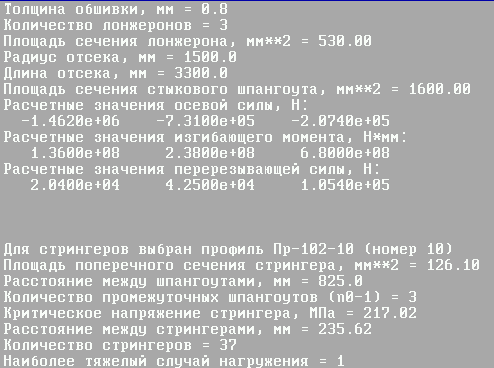 Толщина обшивки, мм = 0.8
Количество лонжеронов = 3
Площадь сечения лонжерона, мм**2 = 530.00
Радиус отсека, мм = 1500.0
Длина отсека, мм = 3300.0
Площадь сечения стыкового шпангоута, мм**2 = 1600.00
Расчетные значения осевой силы, Н:
-1.4620e+06 -7.3100e+05 -2.0740e+05
Расчетные значения изгибающего момента, Н*мм:
1.3600e+08 2.3800e+08 6.8000e+08
Расчетные значения перерезывающей силы, Н:
2.0400e+04 4.2500e+04 1.0540e+05
Для стрингеров выбран профиль Пр-102-10 (номер 10)
Площадь поперечного сечения стрингера, мм**2 = 126.10
Расстояние между шпангоутами, мм = 825.0
Количество промежуточных шпангоутов (n0-1) = 3
Критическое напряжение стрингера, МПа = 217.02
Расстояние между стрингерами, мм = 235.62
Количество стрингеров = 37
Наиболее тяжелый случай нагружения = 1